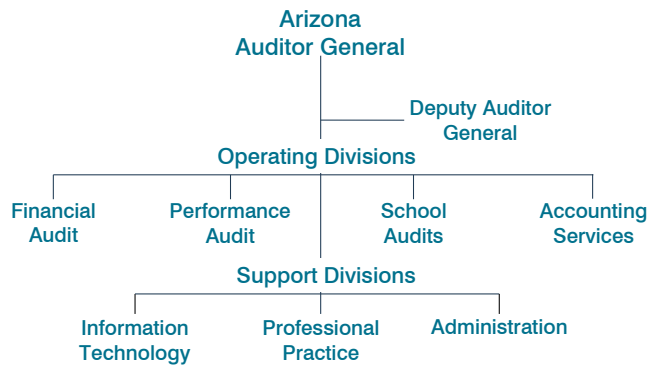 Arizona
Auditor General
Deputy Auditor
General
Operating Divisions
Financial
Audit
Performance
Audit
School
Audits
Accounting
Services
Support Divisions
Information
Technology
Professional
Practice
Administration